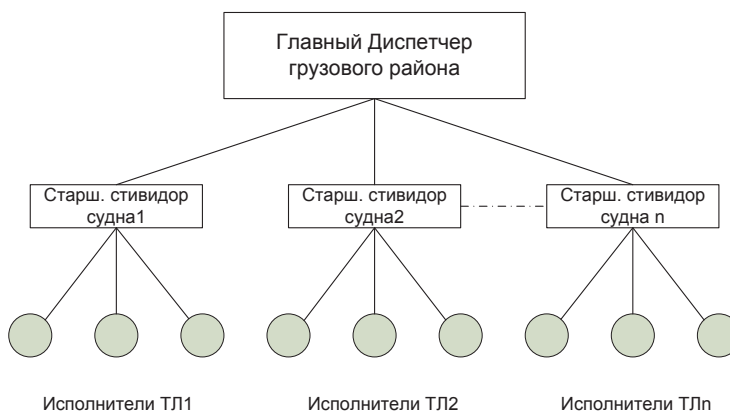 Главный Диспетчер
грузового района
Старш. стивидор
судна1
Старш. стивидор
судна2
Старш. стивидор
судна n
Исполнители ТЛ1
Исполнители ТЛ2
Исполнители ТЛn